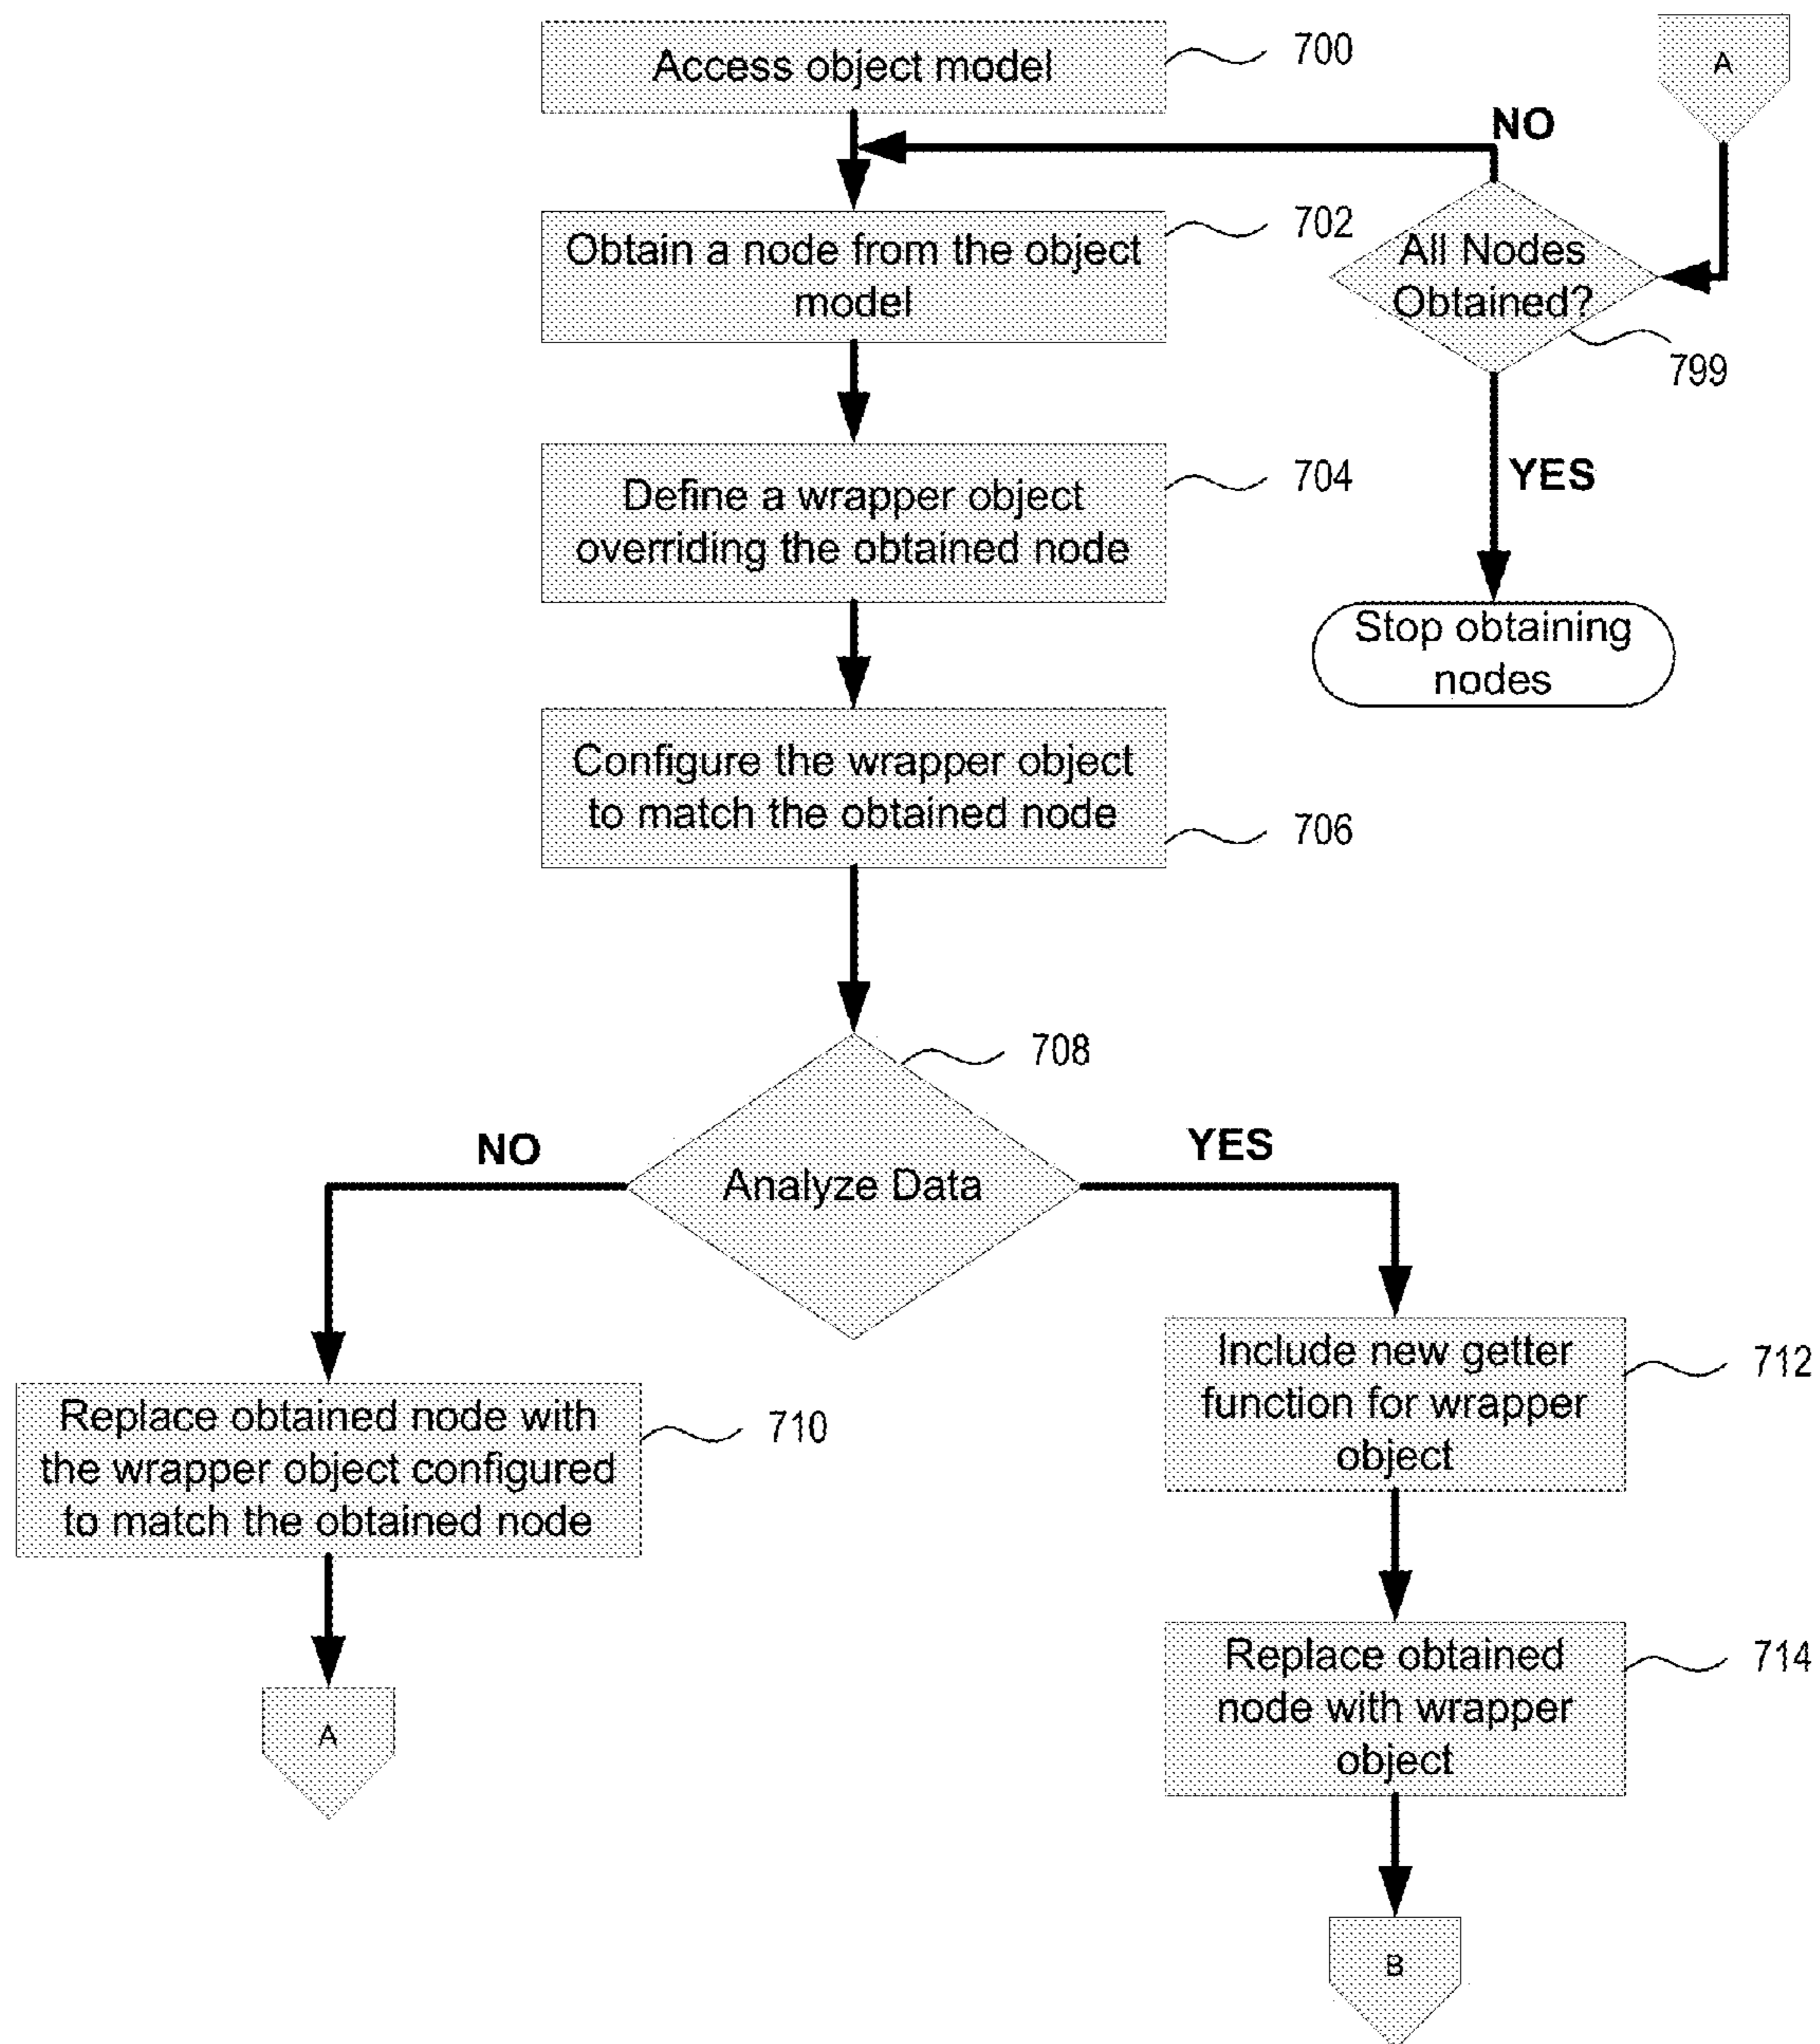 Access object model
700
A
NO
Obtain a node from the object
model
702
All Nodes
Obtained?
799
Define a wrapper object
overriding the obtained node
704
YES
Stop obtaining
nodes
Configure the wrapper object
to match the obtained node
706
708
Analyze Data
NO
YES
Replace obtained node with
the wrapper object configured
to match the obtained node
710
Include new getter
function for wrapper
object
712
A
Replace obtained
node with wrapper
object
714
B